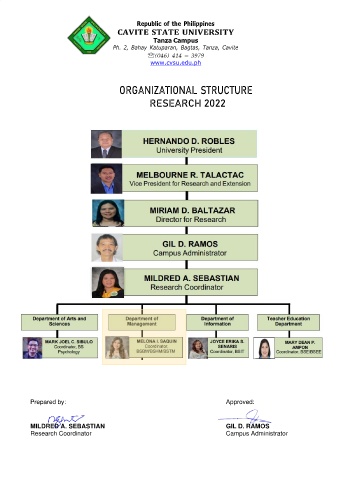 Republic of the Philippines
CAVITE STATE UNIVERSITY
Tanza Campus
Ph. 2, Bahay Katuparan, Bagtas, Tanza, Cavite
(046) 414 – 3979
www.cvsu.edu.ph
ORGANIZATIONAL STRUCTURE
RESEARCH 2022
HERNANDO D. ROBLES
University President
MELBOURNE R. TALACTAC
Vice President for Research and Extension
MIRIAM D. BALTAZAR
Director for Research
GIL D. RAMOS
Campus Administrator
MILDRED A. SEBASTIAN
Research Coordinator
Department of Arts and
Sciences
MARK JOEL C. SIBULO
Coordinator, BS
Psychology
Department of
Management
MELONA I. SAQUIN
Coordinator,
Department of
Information
JOYCE ERIKA S.
SENARIS
Coordinator, BSIT
Teacher Education
Department
MARY DEAN P.
AMPON
Coordinator, BSE/BSEE
Prepared by:
MILDRED A. SEBASTIAN
Research Coordinator
Approved:
GIL D. RAMOS
Campus Administrator